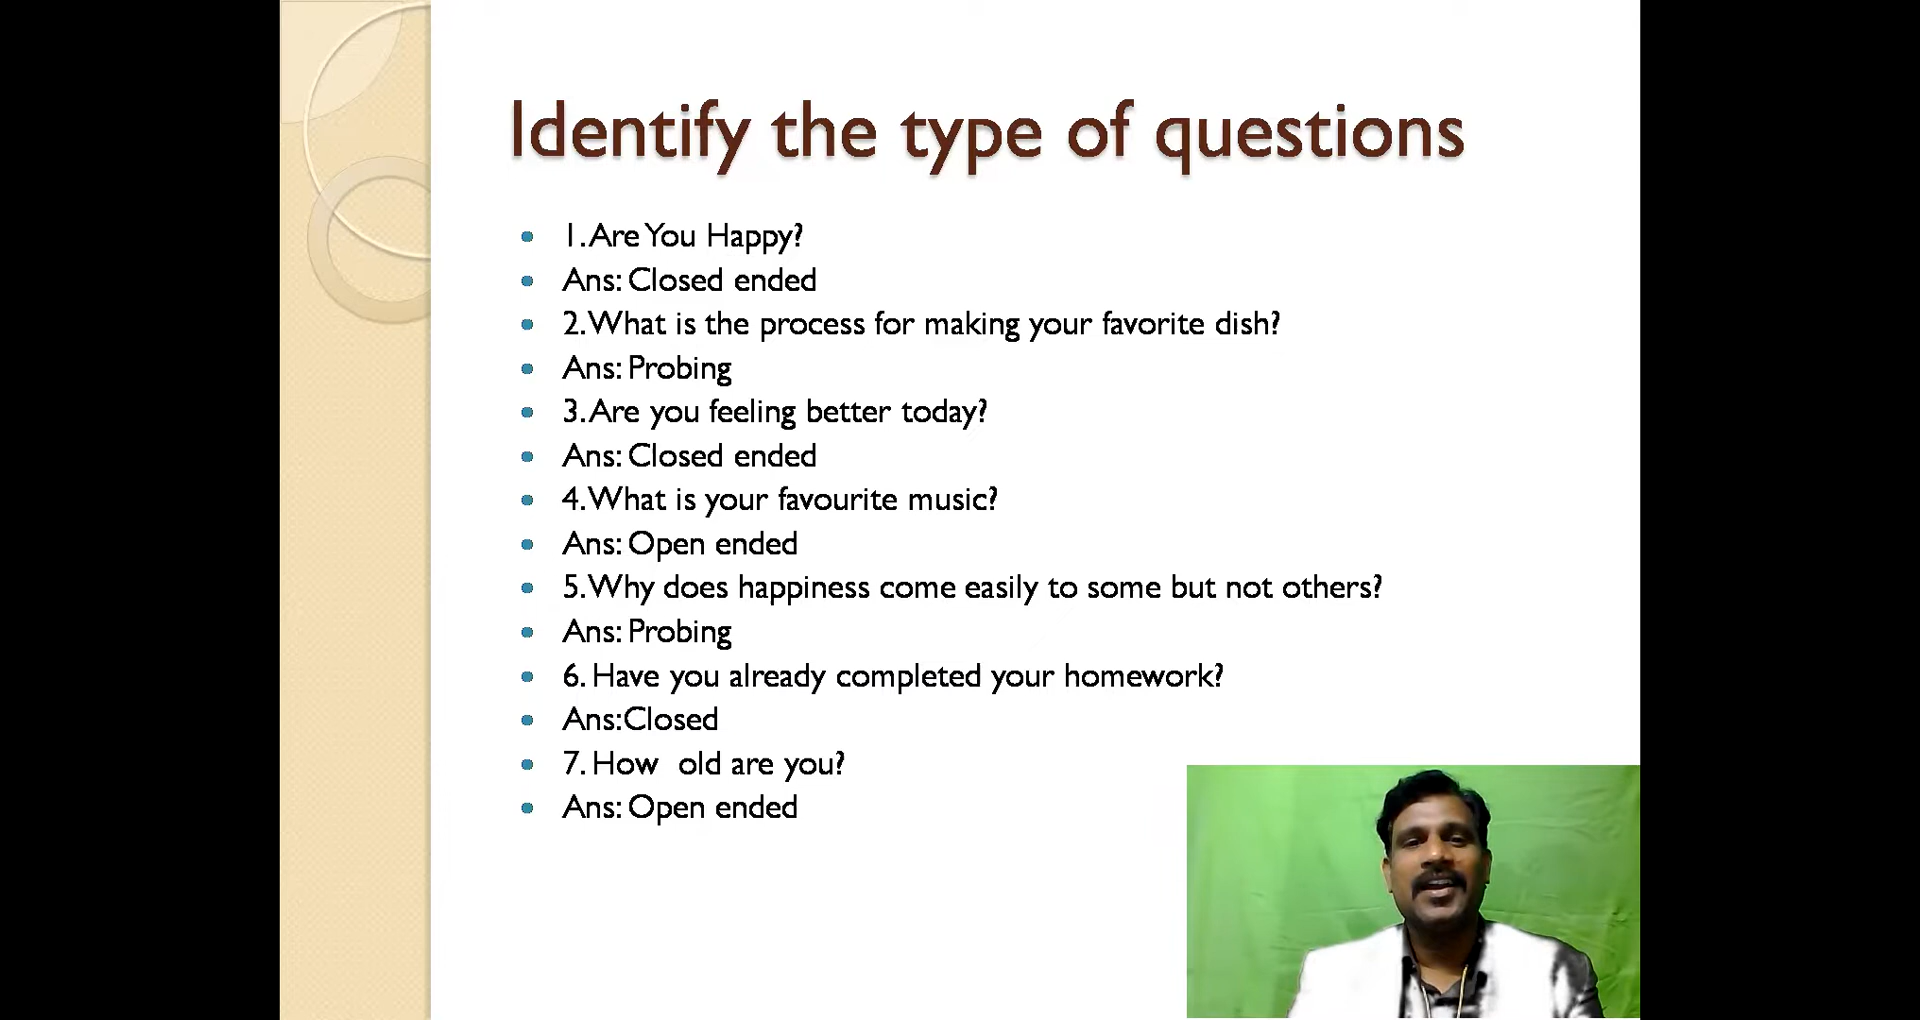 Identify the type of questions
1. Are You Happy?
Ans: Closed ended
2. What is the process for making your favorite dish?
Ans: Probing
3. Are you feeling better today?
Ans: Closed ended
4. What is your favourite music?
Ans: Open ended
5. Why does happiness come easily to some but not others?
Ans: Probing
6. Have you already completed your homework?
Ans:Closed
7. How  old are you?
Ans: Open ended